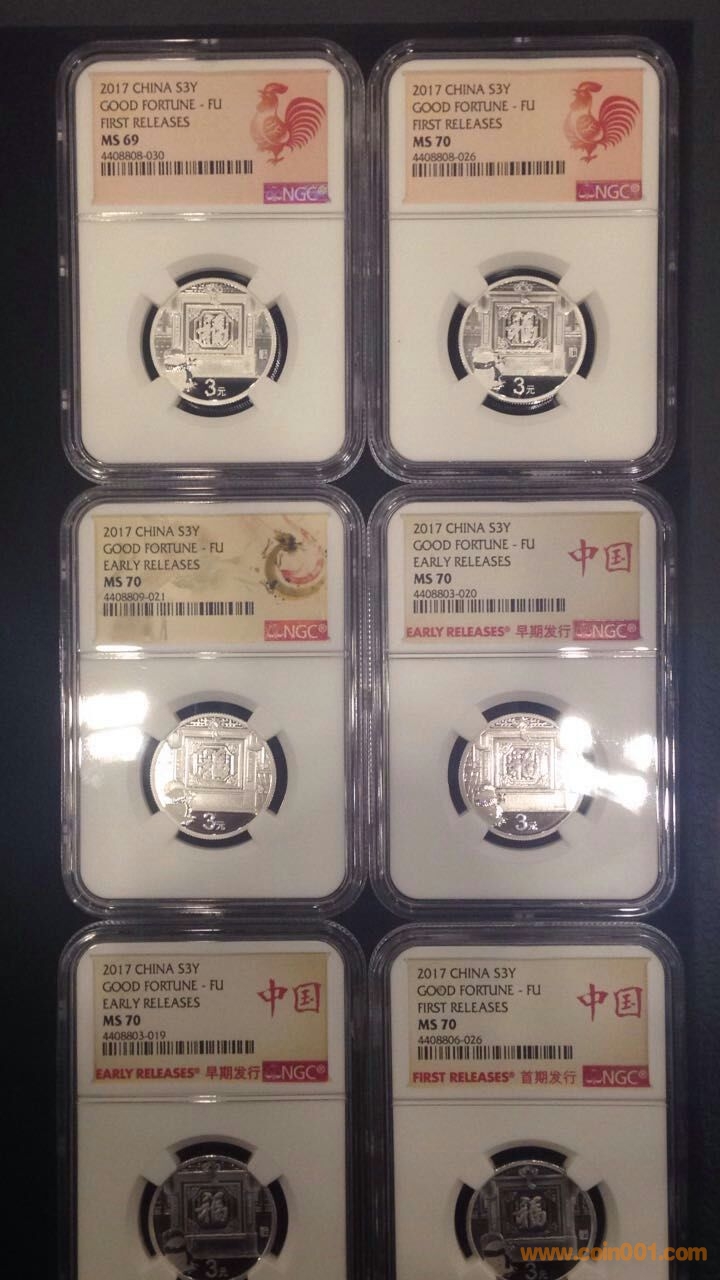 2017 CHINA S3Y
GOOD FORTUNE - FU
FIRST RELEASES
MS 69
4408808-030
NGC®
福
3元
2017 CHINA S3Y
GOOD FORTUNE - FU
FIRST RELEASES
MS 70
4408808-026
NGC®
福
3元
2017 CHINA S3Y
GOOD FORTUNE - FU
EARLY RELEASES
MS 70
4408809-021
NGC®
福
3元
2017 CHINA S3Y
GOOD FORTUNE - FU
EARLY RELEASES
MS 70
4408803-020
中国
EARLY RELEASES® 早期发行
NGC®
福
3元
2017 CHINA S3Y
GOOD FORTUNE - FU
EARLY RELEASES
MS 70
4408803-019
中国
EARLY RELEASES® 早期发行
NGC®
福
3元
2017 CHINA S3Y
GOOD FORTUNE - FU
FIRST RELEASES
MS 70
4408806-026
中国
FIRST RELEASES® 首期发行
NGC®
福
3
www.coin001.com